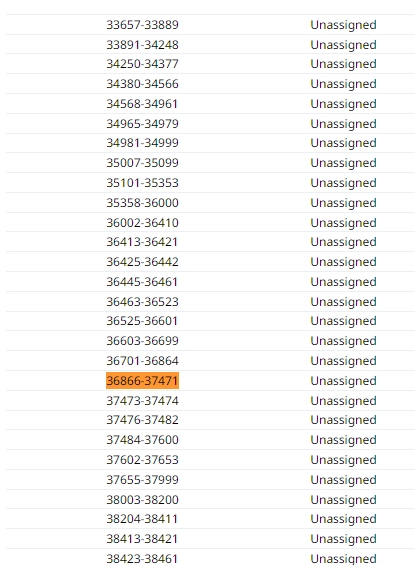 33657-33889 Unassigned
33891-34248 Unassigned
34250-34377 Unassigned
34380-34566 Unassigned
34568-34961 Unassigned
34965-34979 Unassigned
34981-34999 Unassigned
35007-35099 Unassigned
35101-35353 Unassigned
35358-36000 Unassigned
36002-36410 Unassigned
36413-36421 Unassigned
36425-36442 Unassigned
36445-36461 Unassigned
36463-36523 Unassigned
36525-36601 Unassigned
36603-36699 Unassigned
36701-36864 Unassigned
36866-37471 Unassigned
37473-37474 Unassigned
37476-37482 Unassigned
37484-37600 Unassigned
37602-37653 Unassigned
37655-37999 Unassigned
38003-38200 Unassigned
38204-38411 Unassigned
38413-38421 Unassigned
38423-38461 Unassigned